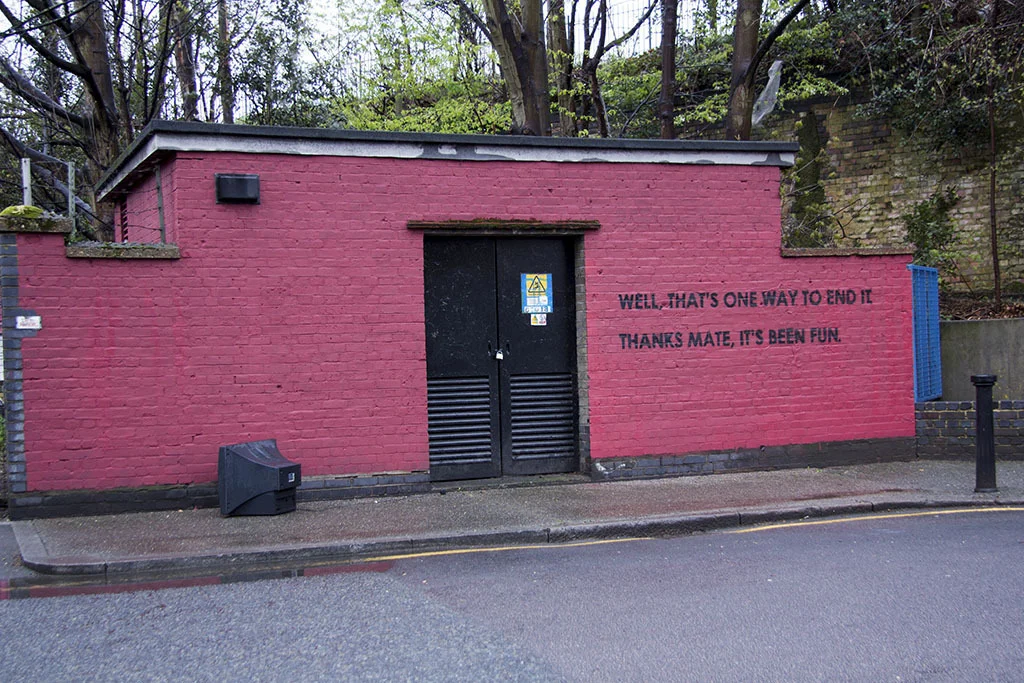 WELL, THAT'S ONE WAY TO END IT.
THANKS MATE, IT'S BEEN FUN.